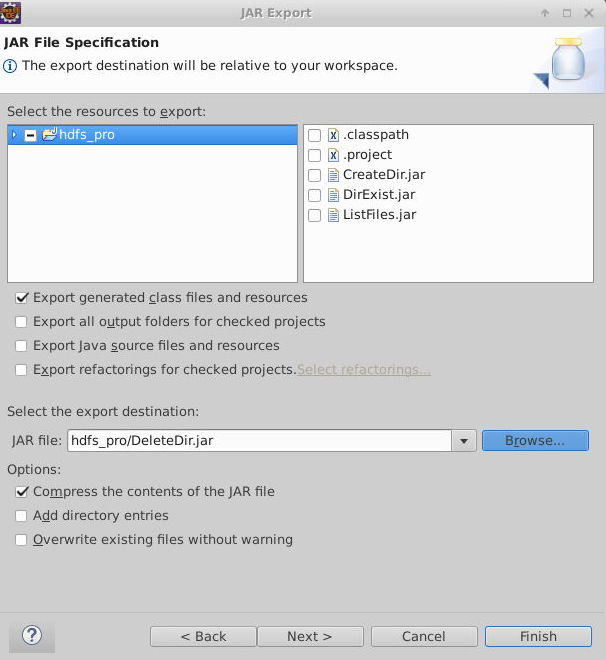 JAR Export
JAR File Specification
The export destination will be relative to your workspace.
Select the resources to export:
hdfs_pro
.classpath
.project
CreateDir.jar
DirExist.jar
ListFiles.jar
Export generated class files and resources
Export all output folders for checked projects
Export Java source files and resources
Export refactorings for checked projects. Select refactorings...
Select the export destination:
JAR file: hdfs_pro/DeleteDir.jar Browse...
Options:
Compress the contents of the JAR file
Add directory entries
Overwrite existing files without warning
? < Back Next > Cancel Finish